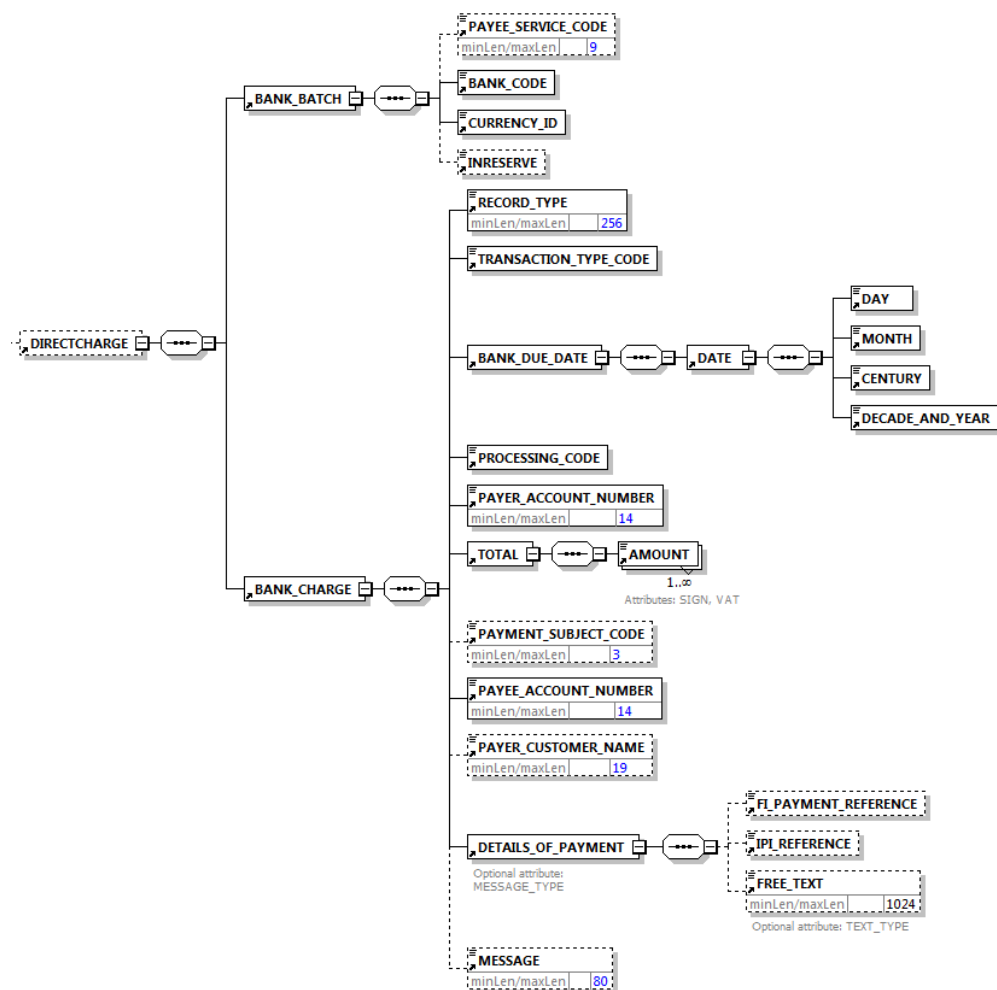 PAYEE_SERVICE_CODE
minLen/maxLen 9
BANK_BATCH
BANK_CODE
CURRENCY_ID
INRESERVE
RECORD_TYPE
minLen/maxLen 256
TRANSACTION_TYPE_CODE
DAY
DIRECTCHARGE
MONTH
BANK_DUE_DATE
DATE
CENTURY
DECADE_AND_YEAR
PROCESSING_CODE
PAYER_ACCOUNT_NUMBER
minLen/maxLen 14
TOTAL
AMOUNT
1..∞
Attributes: SIGN, VAT
BANK_CHARGE
PAYMENT_SUBJECT_CODE
minLen/maxLen 3
PAYEE_ACCOUNT_NUMBER
minLen/maxLen 14
PAYER_CUSTOMER_NAME
minLen/maxLen 19
FI_PAYMENT_REFERENCE
DETAILS_OF_PAYMENT
IPI_REFERENCE
Optional attribute:
MESSAGE_TYPE
FREE_TEXT
minLen/maxLen 1024
Optional attribute: TEXT_TYPE
MESSAGE
minLen/maxLen 80